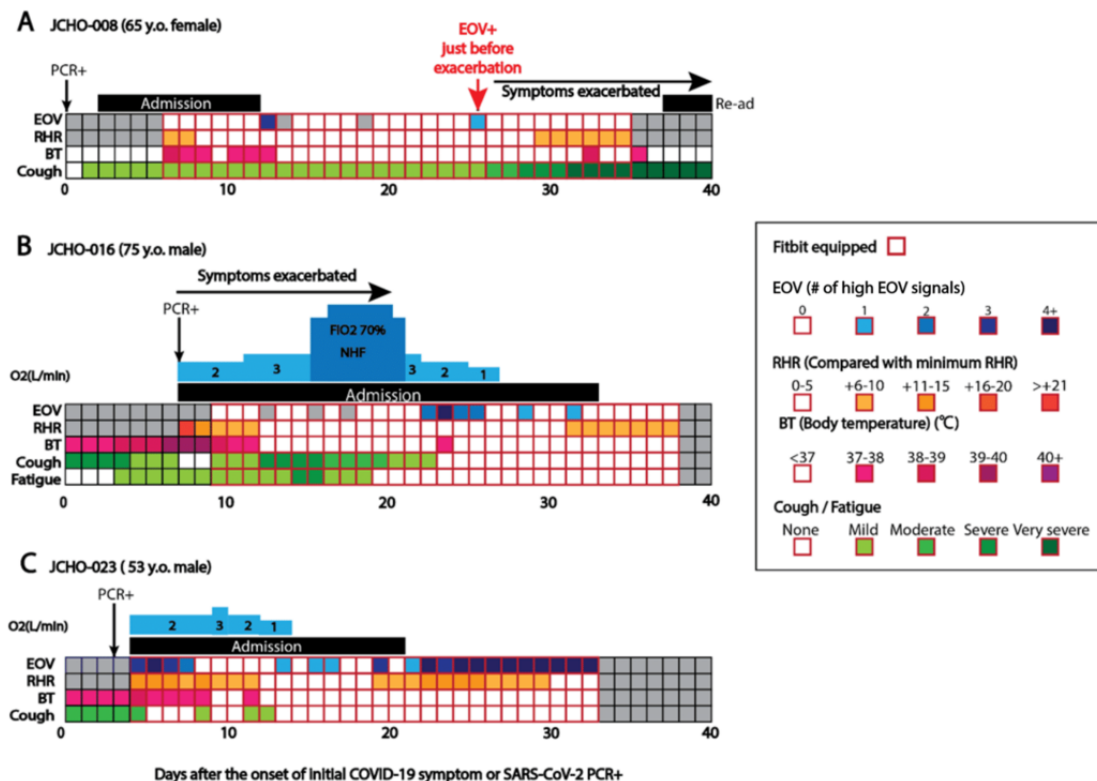 A JCHO-008 (65 y.o. female)
PCR+
EOV+
just before
exacerbation
Symptoms exacerbated
Admission
Re-ad
EOV
RHR
BT
Cough
0 10 20 30 40
B JCHO-016 (75 y.o. male)
Symptoms exacerbated
PCR+
FIO2 70%
NHF
O2(L/min)
2 3 3 2 1
Admission
EOV
RHR
BT
Cough
Fatigue
0 10 20 30 40
C JCHO-023 ( 53 y.o. male)
PCR+
O2(L/min)
2 3 2 1
Admission
EOV
RHR
BT
Cough
0 10 20 30 40
Days after the onset of initial COVID-19 symptom or SARS-CoV-2 PCR+
Fitbit equipped
EOV (# of high EOV signals)
0 1 2 3 4+
RHR (Compared with minimum RHR)
0-5 +6-10 +11-15 +16-20 >+21
BT (Body temperature) (℃)
<37 37-38 38-39 39-40 40+
Cough / Fatigue
None Mild Moderate Severe Very severe